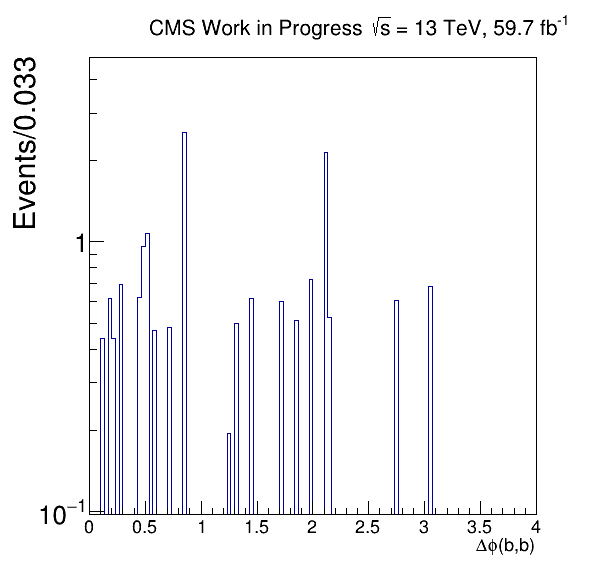 CMS Work in Progress √s = 13 TeV, 59.7 fb⁻¹
Events/0.033
1
10⁻¹
0 0.5 1 1.5 2 2.5 3 3.5 4
Δϕ(b,b)